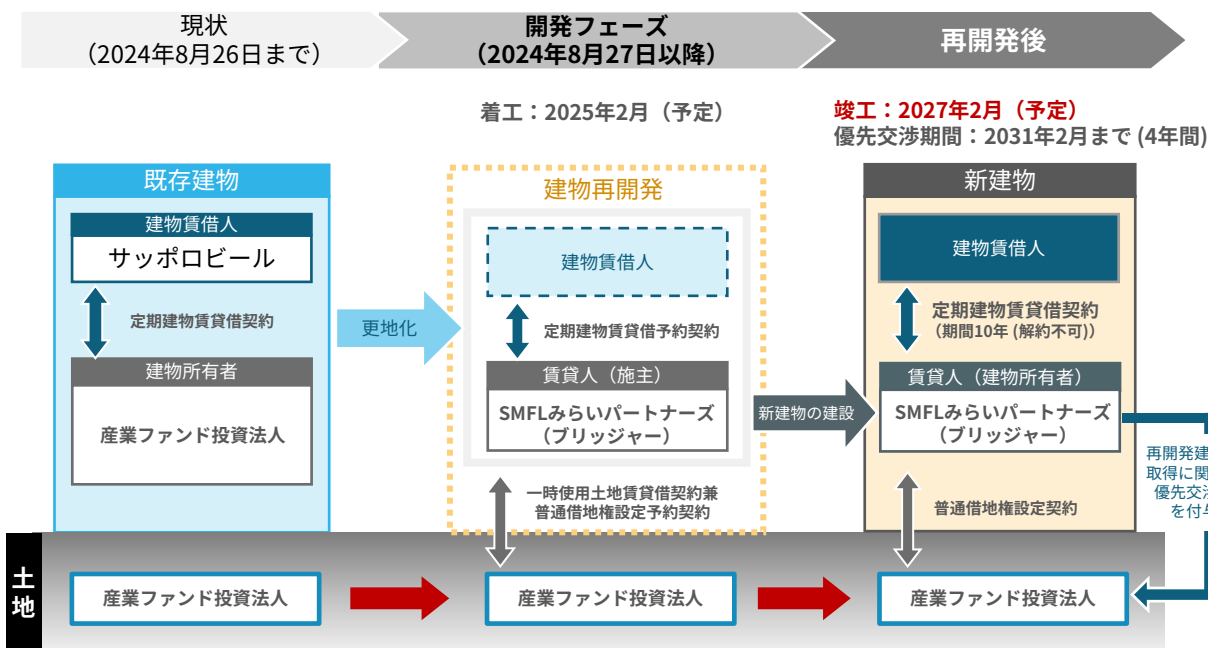 現状
（2024年8月26日まで）
開発フェーズ
（2024年8月27日以降）
再開発後
着工：2025年2月（予定）
竣工：2027年2月（予定）
優先交渉期間：2031年2月まで (4年間)
既存建物
建物賃借人
サッポロビール
定期建物賃貸借契約
建物所有者
産業ファンド投資法人
更地化
建物再開発
建物賃借人
定期建物賃貸借予約契約
賃貸人（施主）
SMFLみらいパートナーズ
（ブリッジャー）
一時使用土地賃貸借契約兼
普通借地権設定予約契約
新建物の建設
新建物
建物賃借人
定期建物賃貸借契約
（期間10年 (解約不可)）
賃貸人（建物所有者）
SMFLみらいパートナーズ
（ブリッジャー）
普通借地権設定契約
再開発建
取得に関
優先交
を付
土地
産業ファンド投資法人
産業ファンド投資法人
産業ファンド投資法人